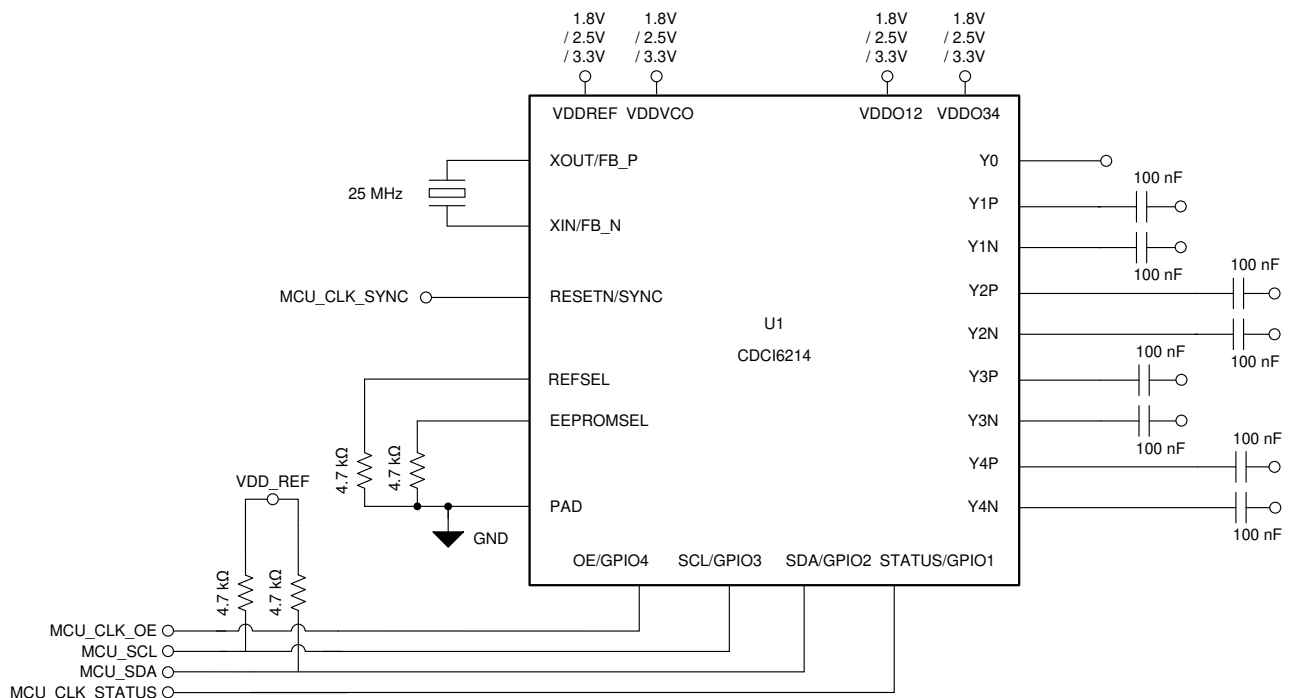 1.8V
/ 2.5V
/ 3.3V
1.8V
/ 2.5V
/ 3.3V
1.8V
/ 2.5V
/ 3.3V
1.8V
/ 2.5V
/ 3.3V
VDDREF VDDVCO VDDO12 VDDO34
XOUT/FB_P
Y0
100 nF
25 MHz
Y1P
XIN/FB_N
Y1N
100 nF
100 nF
Y2P
MCU_CLK_SYNC
RESETN/SYNC
U1
Y2N
CDCI6214
100 nF
100 nF
REFSEL
Y3P
EEPROMSEL
Y3N
100 nF
100 nF
4.7 kΩ
4.7 kΩ
Y4P
VDD_REF
PAD
Y4N
GND
100 nF
OE/GPIO4 SCL/GPIO3 SDA/GPIO2 STATUS/GPIO1
4.7 kΩ
4.7 kΩ
MCU_CLK_OE
MCU_SCL
MCU_SDA
MCU_CLK_STATUS